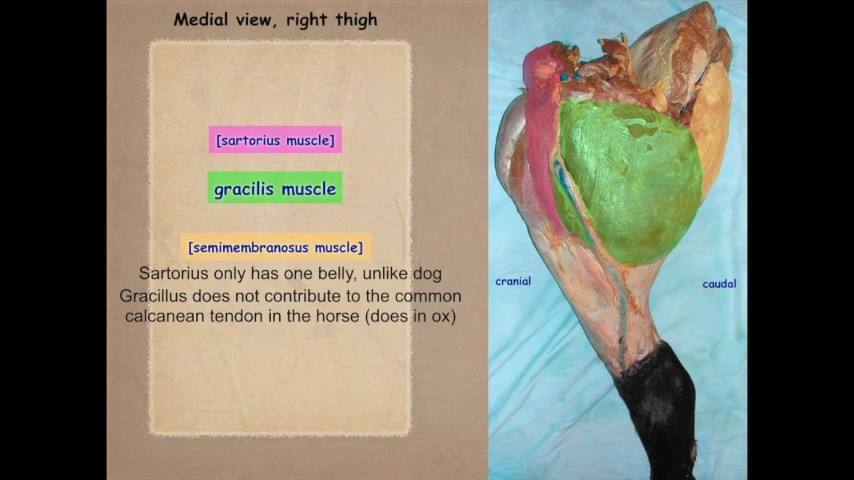 Medial view, right thigh
[sartorius muscle]
gracilis muscle
[semimembranosus muscle]
Sartorius only has one belly, unlike dog
Gracillus does not contribute to the common
calcanean tendon in the horse (does in ox)
cranial
caudal